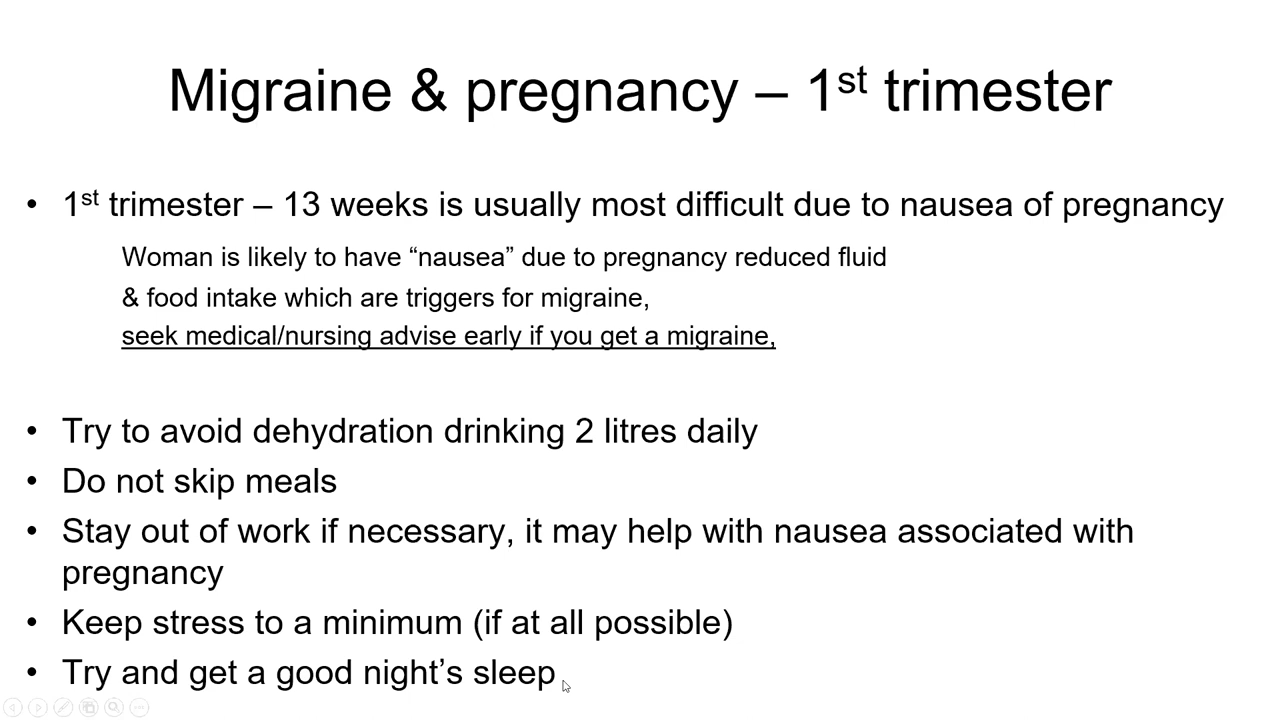 Migraine & pregnancy – 1st trimester
• 1st trimester – 13 weeks is usually most difficult due to nausea of pregnancy
Woman is likely to have “nausea” due to pregnancy reduced fluid
& food intake which are triggers for migraine,
seek medical/nursing advise early if you get a migraine,
• Try to avoid dehydration drinking 2 litres daily
• Do not skip meals
• Stay out of work if necessary, it may help with nausea associated with
pregnancy
• Keep stress to a minimum (if at all possible)
• Try and get a good night’s sleep